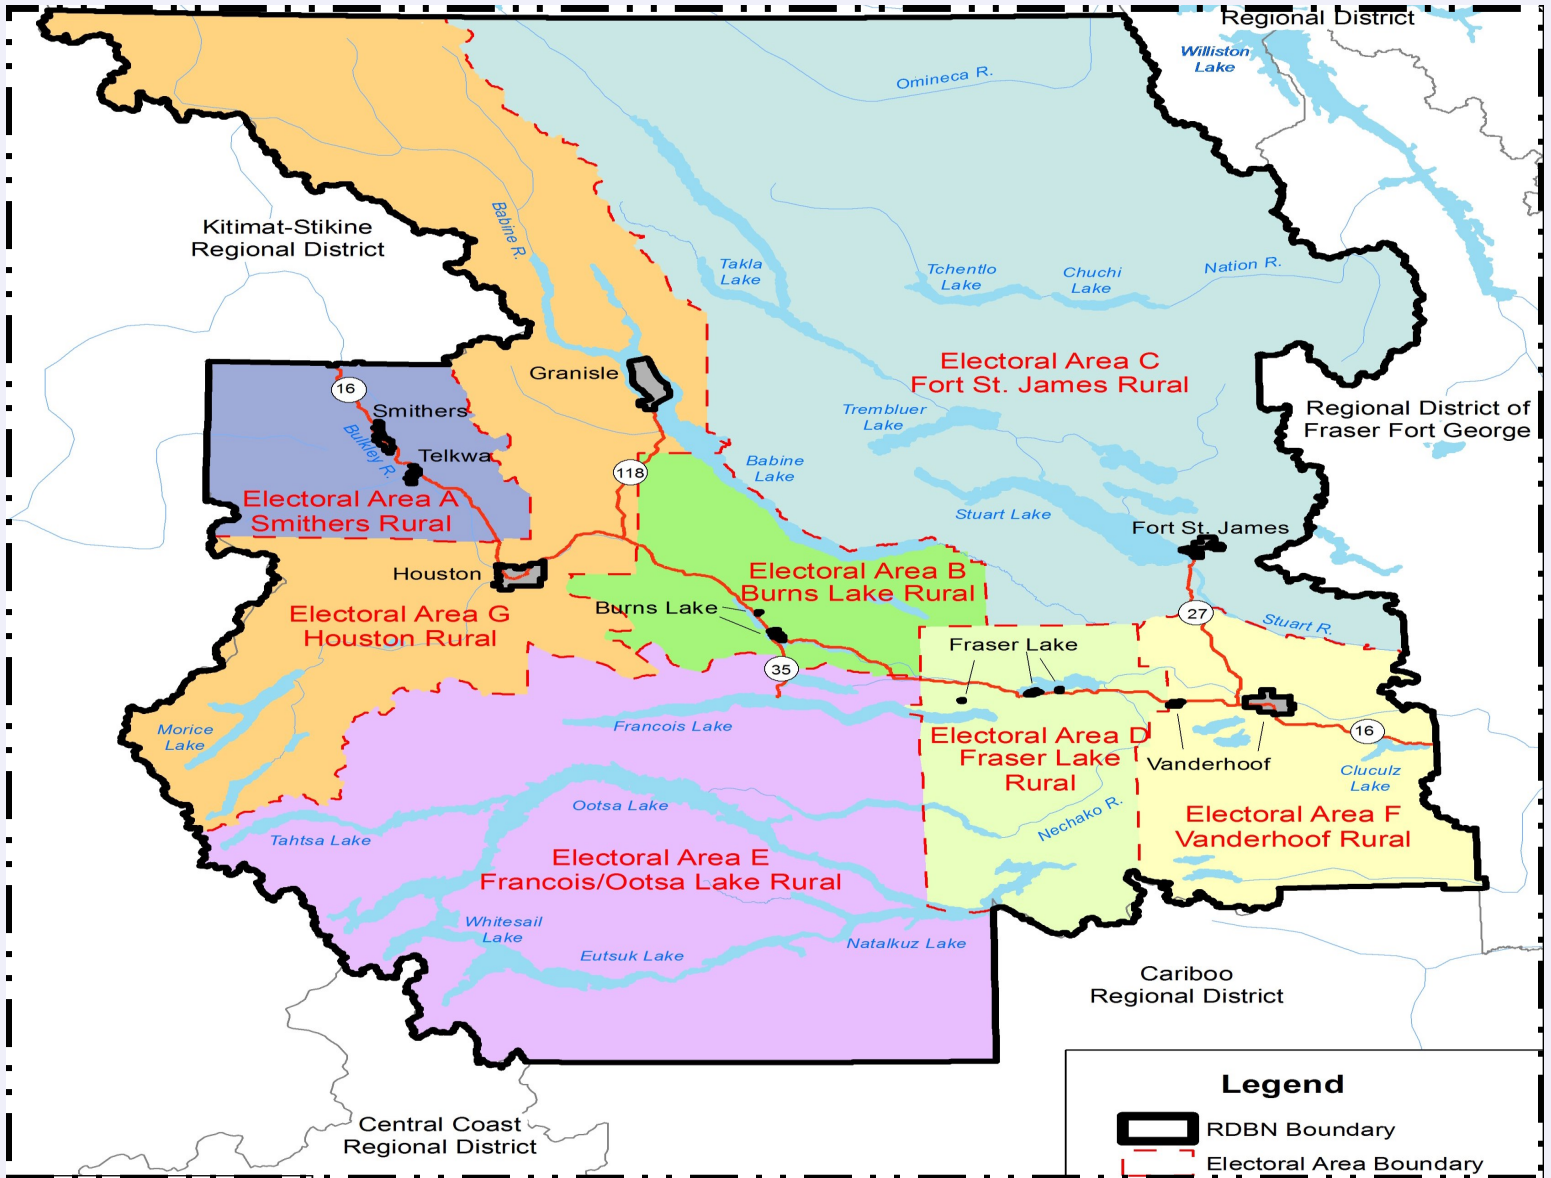 Regional District
Williston
Lake
Omineca R.
Kitimat-Stikine
Regional District
Babine R.
Takla
Lake
Tchentlo
Lake
Chuchi
Lake
Nation R.
Granisle
Electoral Area C
Fort St. James Rural
16
Smithers
Bulkley R.
Telkwa
Trembluer
Lake
Regional District of
Fraser Fort George
118
Babine
Lake
Electoral Area A
Smithers Rural
Stuart Lake
Fort St. James
Houston
Electoral Area B
Burns Lake Rural
Burns Lake
Electoral Area G
Houston Rural
27
Stuart R.
Fraser Lake
35
Morice
Lake
Francois Lake
Electoral Area D
Fraser Lake
Rural
16
Vanderhoof
Cluculz
Lake
Ootsa Lake
Nechako R.
Tahtsa Lake
Electoral Area F
Vanderhoof Rural
Electoral Area E
Francois/Ootsa Lake Rural
Whitesail
Lake
Eutsuk Lake
Natalkuz Lake
Cariboo
Regional District
Central Coast
Regional District
Legend
RDBN Boundary
Electoral Area Boundary